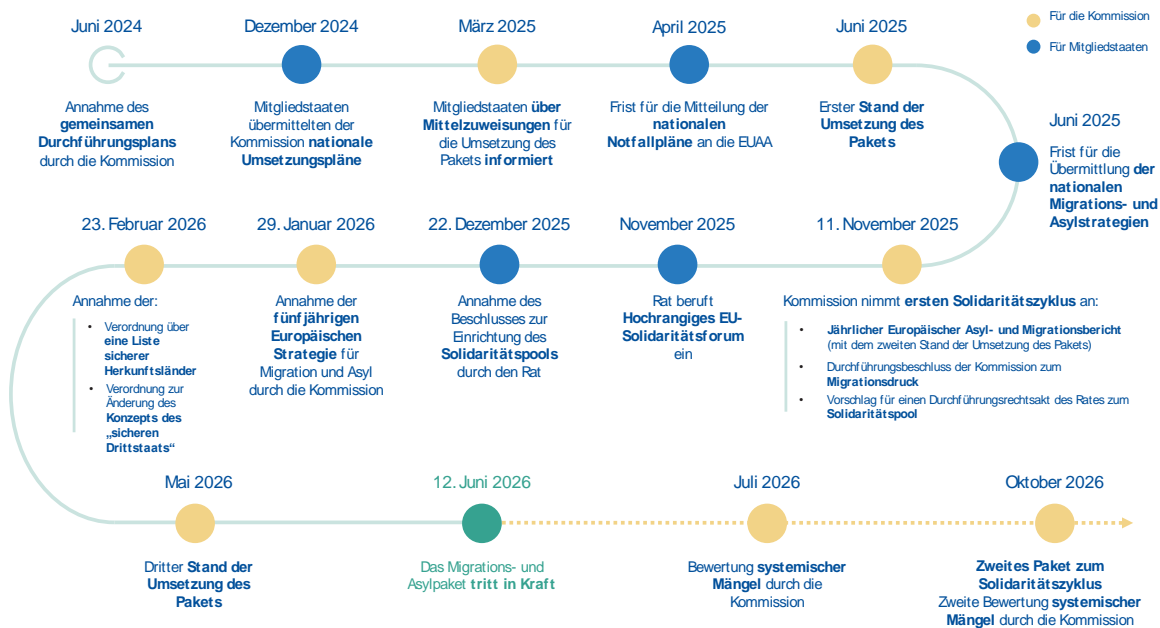 Für die Kommission
Für Mitgliedstaaten
Juni 2024
Annahme des
gemeinsamen
Durchführungsplans
durch die Kommission
Dezember 2024
Mitgliedstaaten
übermittelten der
Kommission nationale
Umsetzungspläne
März 2025
Mitgliedstaaten über
Mittelzuweisungen für
die Umsetzung des
Pakets informiert
April 2025
Frist für die Mitteilung der
nationalen
Notfallpläne an die EUAA
Juni 2025
Erster Stand der
Umsetzung des
Pakets
Juni 2025
Frist für die
Übermittlung der
nationalen
Migrations- und
Asylstrategien
11. November 2025
Kommission nimmt ersten Solidaritätszyklus an:
• Jährlicher Europäischer Asyl- und Migrationsbericht
(mit dem zweiten Stand der Umsetzung des Pakets)
• Durchführungsbeschluss der Kommission zum
Migrationsdruck
• Vorschlag für einen Durchführungsrechtsakt des Rates zum
Solidaritätspool
November 2025
Rat beruft
Hochrangiges EU-
Solidaritätsforum
ein
22. Dezember 2025
Annahme des
Beschlusses zur
Einrichtung des
Solidaritätspools
durch den Rat
29. Januar 2026
Annahme der
fünfjährigen
Europäischen
Strategie für
Migration und Asyl
durch die Kommission
23. Februar 2026
Annahme der:
• Verordnung über
eine Liste
sicherer
Herkunftsländer
• Verordnung zur
Änderung des
Konzepts des
„sicheren
Drittstaats“
Mai 2026
Dritter Stand der
Umsetzung des
Pakets
12. Juni 2026
Das Migrations- und
Asylpaket tritt in Kraft
Juli 2026
Bewertung systemischer
Mängel durch die
Kommission
Oktober 2026
Zweites Paket zum
Solidaritätszyklus
Zweite Bewertung systemischer
Mängel durch die Kommission